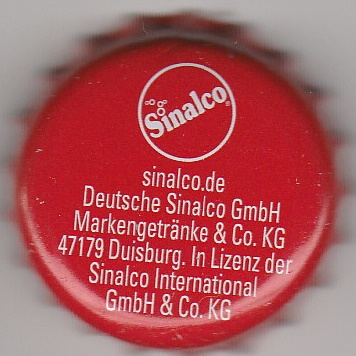 Sinalco
sinalco.de
Deutsche Sinalco GmbH
Markengetränke & Co. KG
47179 Duisburg. In Lizenz der
Sinalco International
GmbH & Co. KG